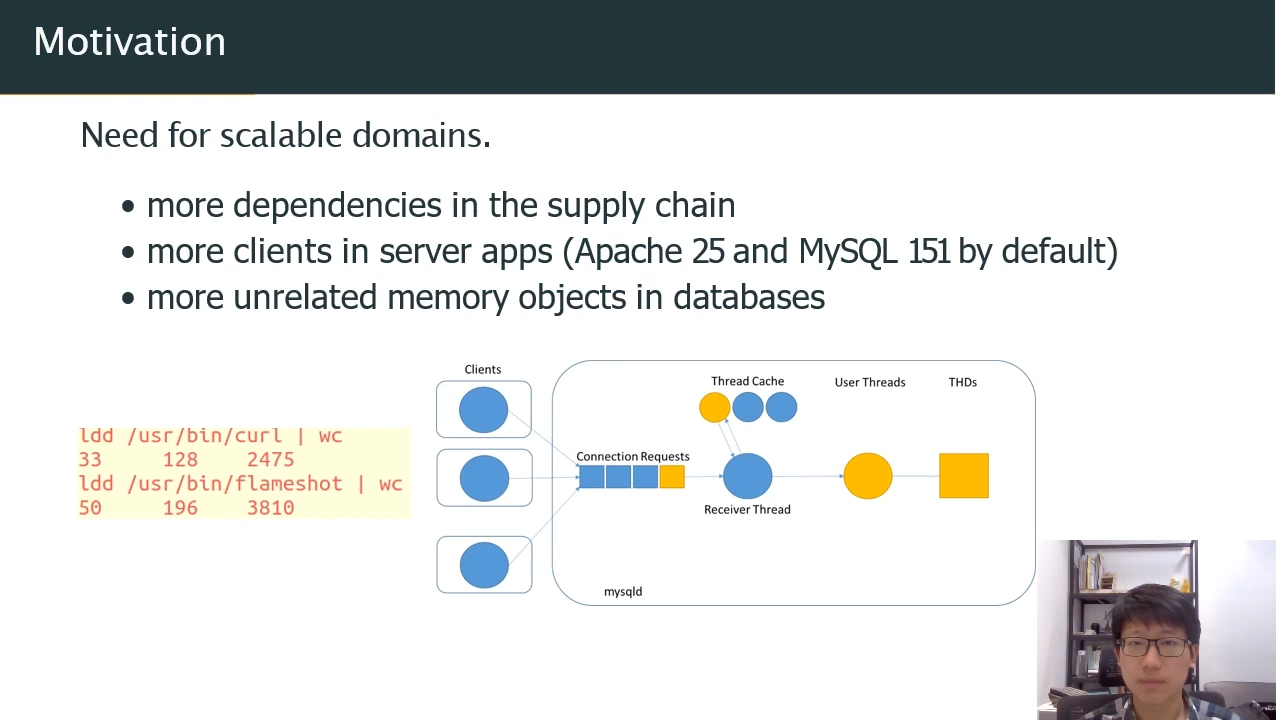 Motivation
Need for scalable domains.
• more dependencies in the supply chain
• more clients in server apps (Apache 25 and MySQL 151 by default)
• more unrelated memory objects in databases
ldd /usr/bin/curl | wc
33 128 2475
ldd /usr/bin/flameshot | wc
50 196 3810
Clients
Thread Cache
User Threads
THDs
Connection Requests
Receiver Thread
mysqld